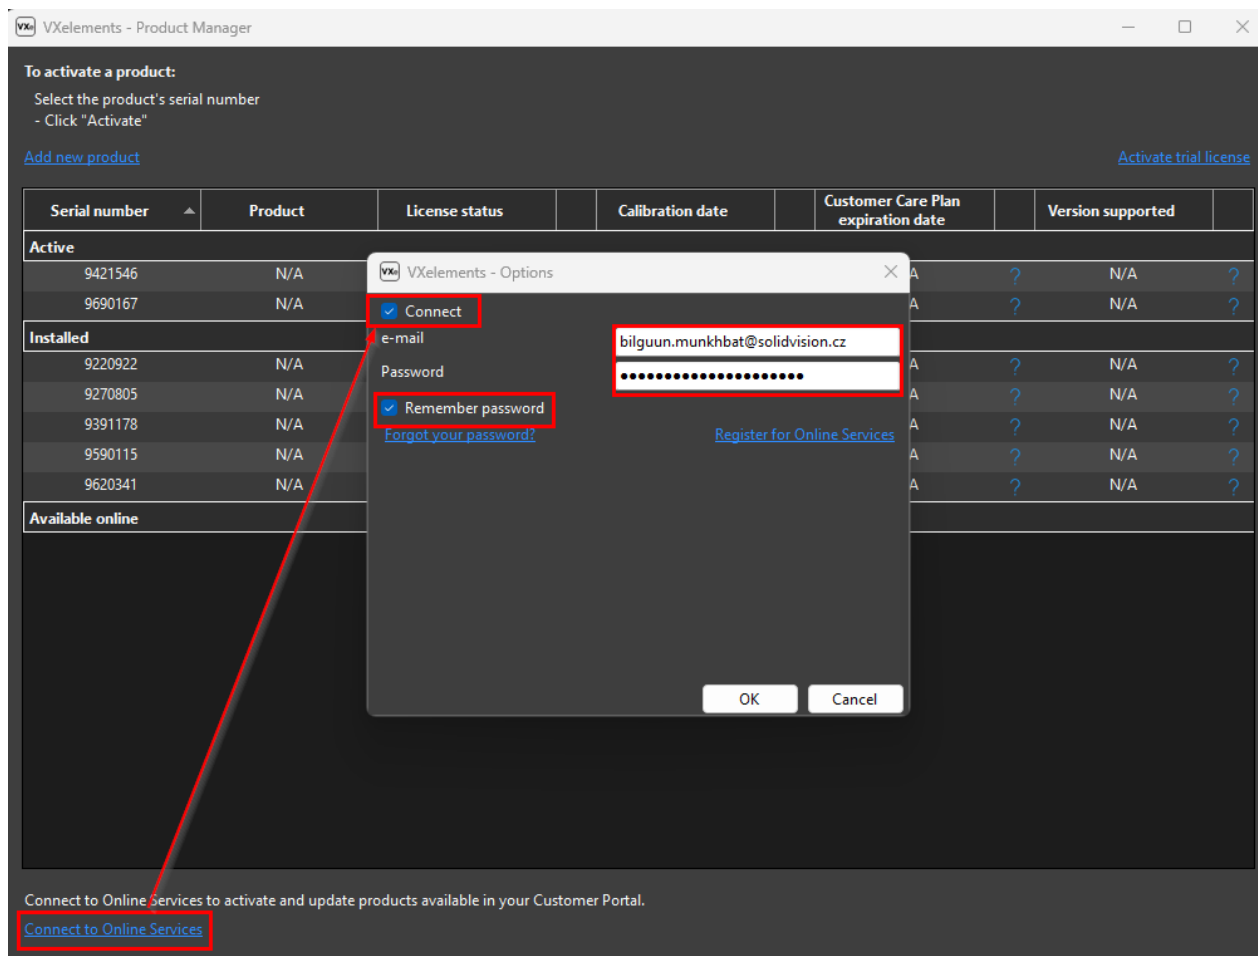 VXelements - Product Manager
To activate a product:
Select the product's serial number
- Click "Activate"
Add new product
Activate trial license
Serial number Product License status Calibration date Customer Care Plan expiration date Version supported
Active
9421546 N/A A ? N/A ?
9690167 N/A A ? N/A ?
Installed
9220922 N/A A ? N/A ?
9270805 N/A A ? N/A ?
9391178 N/A A ? N/A ?
9590115 N/A A ? N/A ?
9620341 N/A A ? N/A ?
Available online
VXelements - Options
Connect
e-mail bilguun.munkhbat@solidvision.cz
Password ●●●●●●●●●●●●●●●●●●●●●
Remember password
Forgot your password? Register for Online Services
OK Cancel
Connect to Online Services to activate and update products available in your Customer Portal.
Connect to Online Services